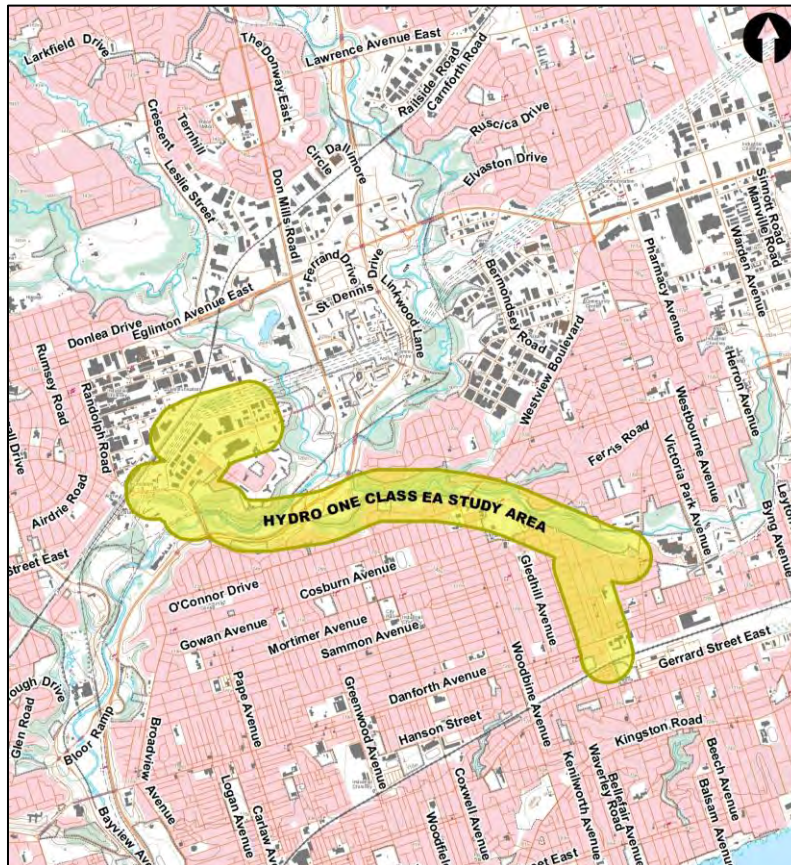 Larkfield Drive
The Donway East
Lawrence Avenue East
Railside Road
Carnforth Road
Ternhill
Crescent
Leslie Street
Dallimore
Circle
Ruscica Drive
Elvaston Drive
Don Mills Road
Sinnott Road
Manville Road
Ferrand Drive
St. Dennis Drive
Linkwood Lane
Pharmacy Avenue
Warden Avenue
Donlea Drive
Eglinton Avenue East
Bermondsey Road
Westview Boulevard
Rumsey Road
Randolph Road
Herron Avenue
Westbourne Avenue
Victoria Park Avenue
Ferris Road
Airdrie Road
Byng Avenue
HYDRO ONE CLASS EA STUDY AREA
Street East
O'Connor Drive
Cosburn Avenue
Gledhill Avenue
Gowan Avenue
Mortimer Avenue
Sammon Avenue
Gerrard Street East
Pape Avenue
Danforth Avenue
Woodbine Avenue
Glen Road
Bloor Ramp
Greenwood Avenue
Hanson Street
Kingston Road
Broadview
Avenue
Logan Avenue
Kenilworth Avenue
Waverley Road
Bellefair Avenue
Beech Avenue
Balsam Avenue